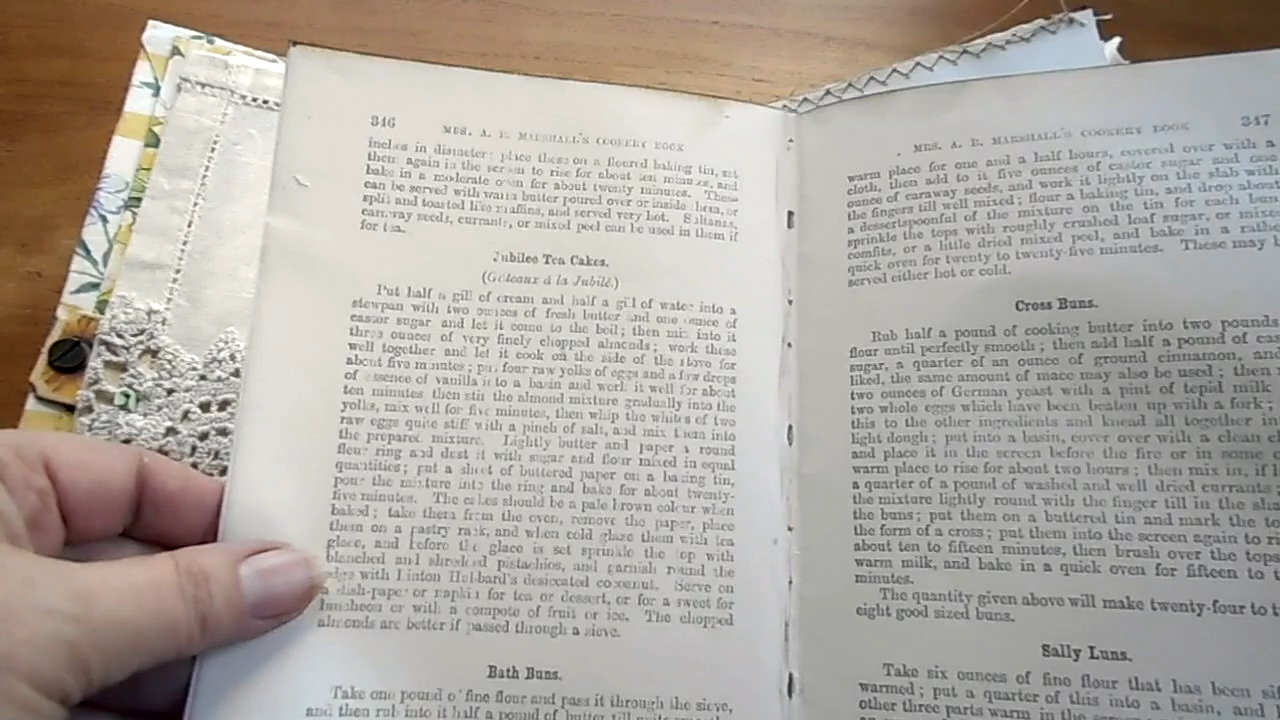 346
MRS. A. B. MARSHALL'S COOKERY BOOK
inches in diameter; place these on a floured baking tin, set
them again in the screen to rise for about ten minutes, and
bake in a moderate oven for about twenty minutes. These
can be served with warm butter poured over or inside them, or
split and toasted like muffins, and served very hot. Sultanas,
carraway seeds, currants, or mixed peel can be used in them if
for tea.
Jubilee Tea Cakes.
(Gâteaux à la Jubilé.)
Put half a gill of cream and half a gill of water into a
stewpan with two ounces of fresh butter and one ounce of
castor sugar and let it come to the boil; then mix into it
three ounces of very finely chopped almonds; work these
well together and let it cook on the side of the stove for
about five minutes; put four raw yolks of eggs and a few drops
of essence of vanilla into a basin and work it well for about
ten minutes then stir the almond mixture gradually into the
yolks, mix well for five minutes, then whip the whites of two
raw eggs quite stiff with a pinch of salt, and mix them into
the prepared mixture. Lightly butter and paper a round
fleur ring and dust it with sugar and flour mixed in equal
quantities; put a sheet of buttered paper on a baking tin,
pour the mixture into the ring and bake for about twenty-
five minutes. The cakes should be a pale brown colour when
baked; take them from the oven, remove the paper, place
them on a pastry rack, and when cold glaze them with tea
glace, and before the glace is set sprinkle the top with
blanched and shredded pistachios, and garnish round the
edge with Linton Hubbard's desiccated cocoanut. Serve on
a dish-paper or napkin for tea or dessert, or for a sweet for
luncheon or with a compote of fruit or ice. The chopped
almonds are better if passed through a sieve.
Bath Buns.
Take one pound of fine flour and pass it through the sieve,
and then rub into it half a pound of butter till quite smooth
MRS. A. B. MARSHALL'S COOKERY BOOK
347
warm place for one and a half hours, covered over with a
cloth, then add to it five ounces of castor sugar and one
ounce of caraway seeds, and work it lightly on the slab with
the fingers till well mixed; flour a baking tin, and drop about
a dessertspoonful of the mixture on the tin for each bun
sprinkle the tops with roughly crushed loaf sugar, or mixed
comfits, or a little dried mixed peel, and bake in a rathe
quick oven for twenty to twenty-five minutes. These may b
served either hot or cold.
Cross Buns.
Rub half a pound of cooking butter into two pounds
flour until perfectly smooth; then add half a pound of cas
sugar, a quarter of an ounce of ground cinnamon, and
liked, the same amount of mace may also be used; then
two ounces of German yeast with a pint of tepid milk
two whole eggs which have been beaten up with a fork;
this to the other ingredients and knead all together in
light dough; put into a basin, cover over with a clean c
and place it in the screen before the fire or in some
warm place to rise for about two hours; then mix in, if l
a quarter of a pound of washed and well dried currants
the mixture lightly round with the finger till in the sha
the buns; put them on a buttered tin and mark the to
the form of a cross; put them into the screen again to ri
about ten to fifteen minutes, then brush over the tops
warm milk, and bake in a quick oven for fifteen to t
minutes.
The quantity given above will make twenty-four to t
eight good sized buns.
Sally Luns.
Take six ounces of fine flour that has been si
warmed; put a quarter of this into a basin, and
other three parts warm in the